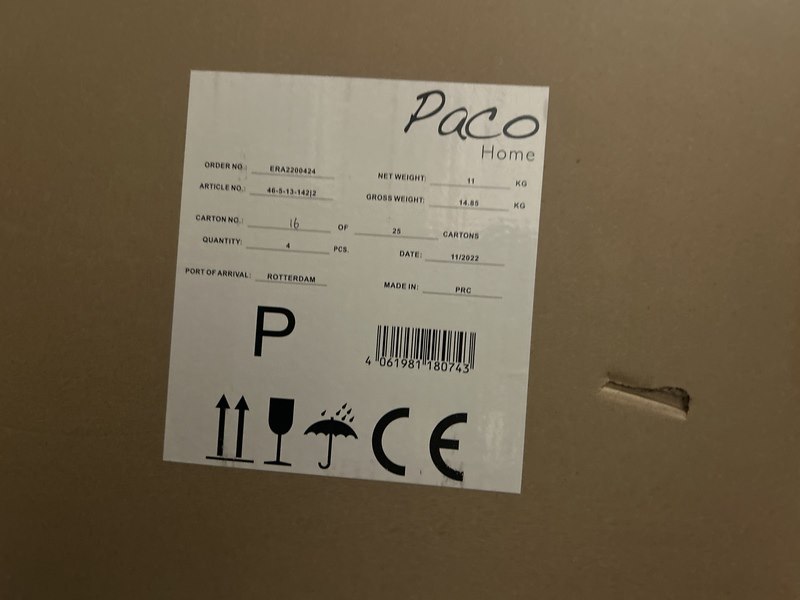 Paco
Home
ORDER NO.: ERA2200424
NET WEIGHT: 11 KG
ARTICLE NO.: 46-5-13-142|2
GROSS WEIGHT: 14.85 KG
CARTON NO.: 16 OF 25 CARTONS
QUANTITY: 4 PCS.
DATE: 11/2022
PORT OF ARRIVAL: ROTTERDAM
MADE IN: PRC
P
4 061981 180743
CE